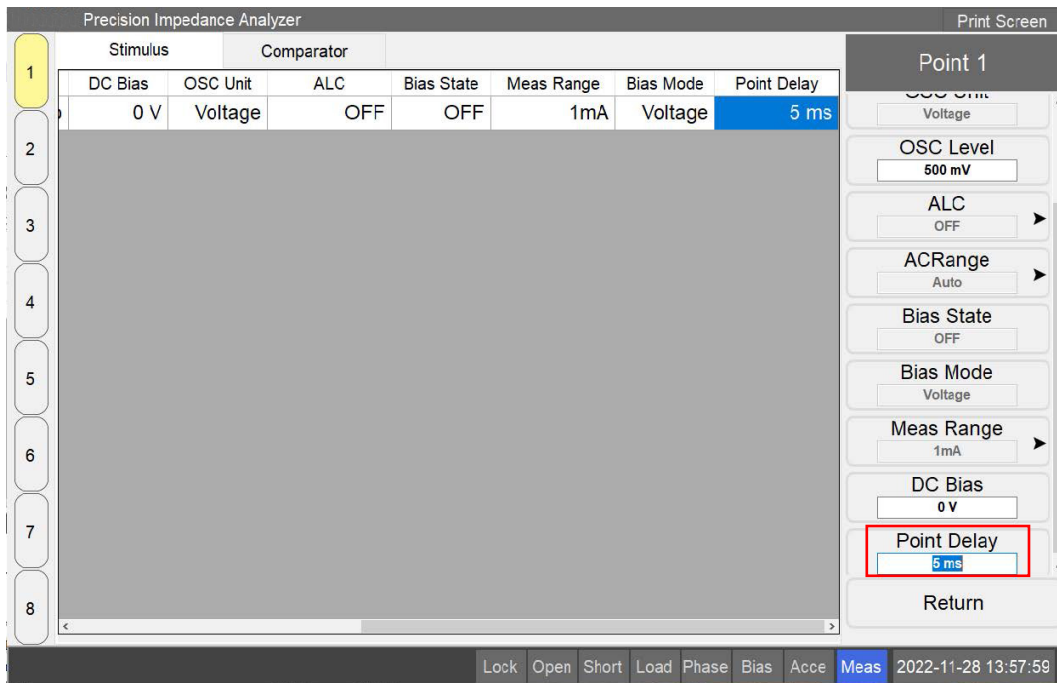 Precision Impedance Analyzer
Print Screen
Stimulus Comparator
DC Bias OSC Unit ALC Bias State Meas Range Bias Mode Point Delay
0 V Voltage OFF OFF 1mA Voltage 5 ms
1
2
3
4
5
6
7
8
Point 1
Voltage
OSC Level
500 mV
ALC
OFF
ACRange
Auto
Bias State
OFF
Bias Mode
Voltage
Meas Range
1mA
DC Bias
0 V
Point Delay
5 ms
Return
Lock Open Short Load Phase Bias Acce Meas 2022-11-28 13:57:59